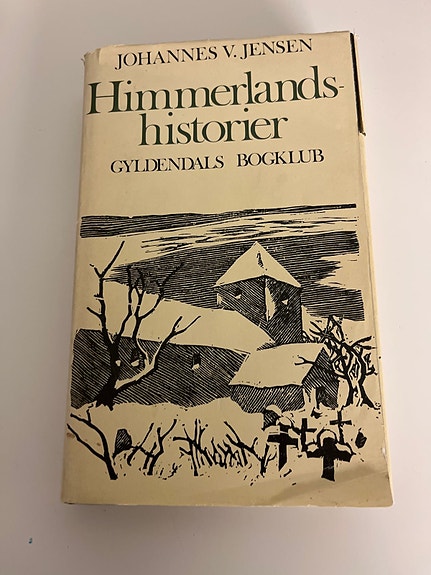 JOHANNES V. JENSEN
Himmerlands-
historier
GYLDENDALS BOGKLUB